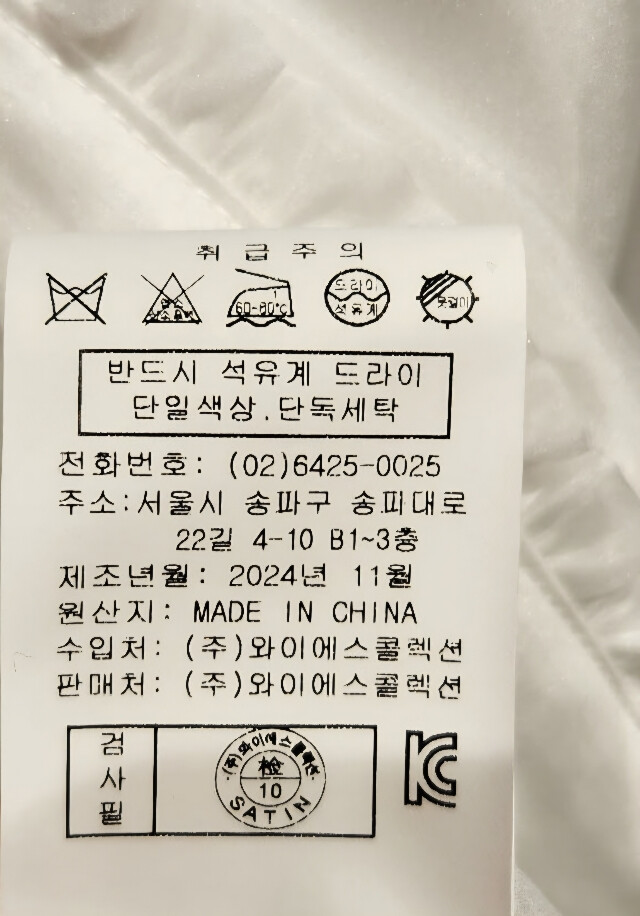 취급주의
60-80℃
드라이
석유계
옷걸이
반드시 석유계 드라이
단일색상.단독세탁
전화번호: (02)6425-0025
주소:서울시 송파구 송피대로
22길 4-10 B1~3층
제조년월: 2024년 11월
원산지: MADE IN CHINA
수입처: (주)와이에스콜렉션
판매처: (주)와이에스콜렉션
검사필
(주)와이에스콜렉션
檢
10
SATIN